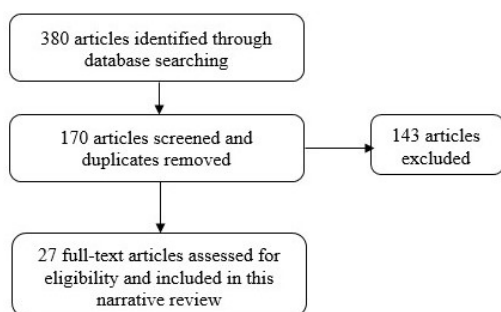 380 articles identified through
database searching
170 articles screened and
duplicates removed
143 articles
excluded
27 full-text articles assessed for
eligibility and included in this
narrative review